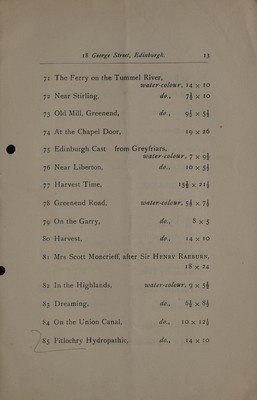 18 George Street, Edinburgh. 13
71 The Ferry on the Tummel River,
water-colour, 14 x 10
72 Near Stirling, do., 7½ x 10
73 Old Mill, Greenend, do., 9½ x 5½
74 At the Chapel Door, 19 x 26
75 Edinburgh Cast from Greyfriars,
water-colour, 7 x 9½
76 Near Liberton, do., 10 x 5½
77 Harvest Time, 15½ x 21½
78 Greenend Road, water-colour, 5½ x 7½
79 On the Garry, do., 8 x 5
80 Harvest, do., 14 x 10
81 Mrs Scott Moncrieff, after Sir Henry Raeburn,
18 x 24
82 In the Highlands, water-colour, 9 x 5½
83 Dreaming, do., 6½ x 8½
84 On the Union Canal, do., 10 x 12½
85 Pitlochry Hydropathic, do., 14 x 10